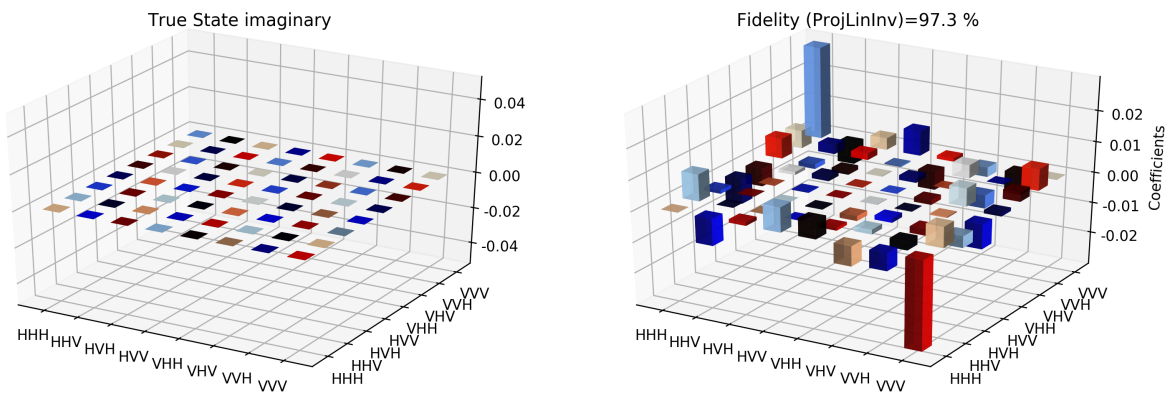 True State imaginary
0.04
0.02
0.00
-0.02
-0.04
HHH
HHV
HVH
HVV
VHH
VHV
VVH
VVV
HHH
HHV
HVH
HVV
VHH
VHV
VVH
VVV
Fidelity (ProjLinInv)=97.3 %
0.02
0.01
0.00
-0.01
-0.02
Coefficients
HHH
HHV
HVH
HVV
VHH
VHV
VVH
VVV
HHH
HHV
HVH
HVV
VHH
VHV
VVH
VVV